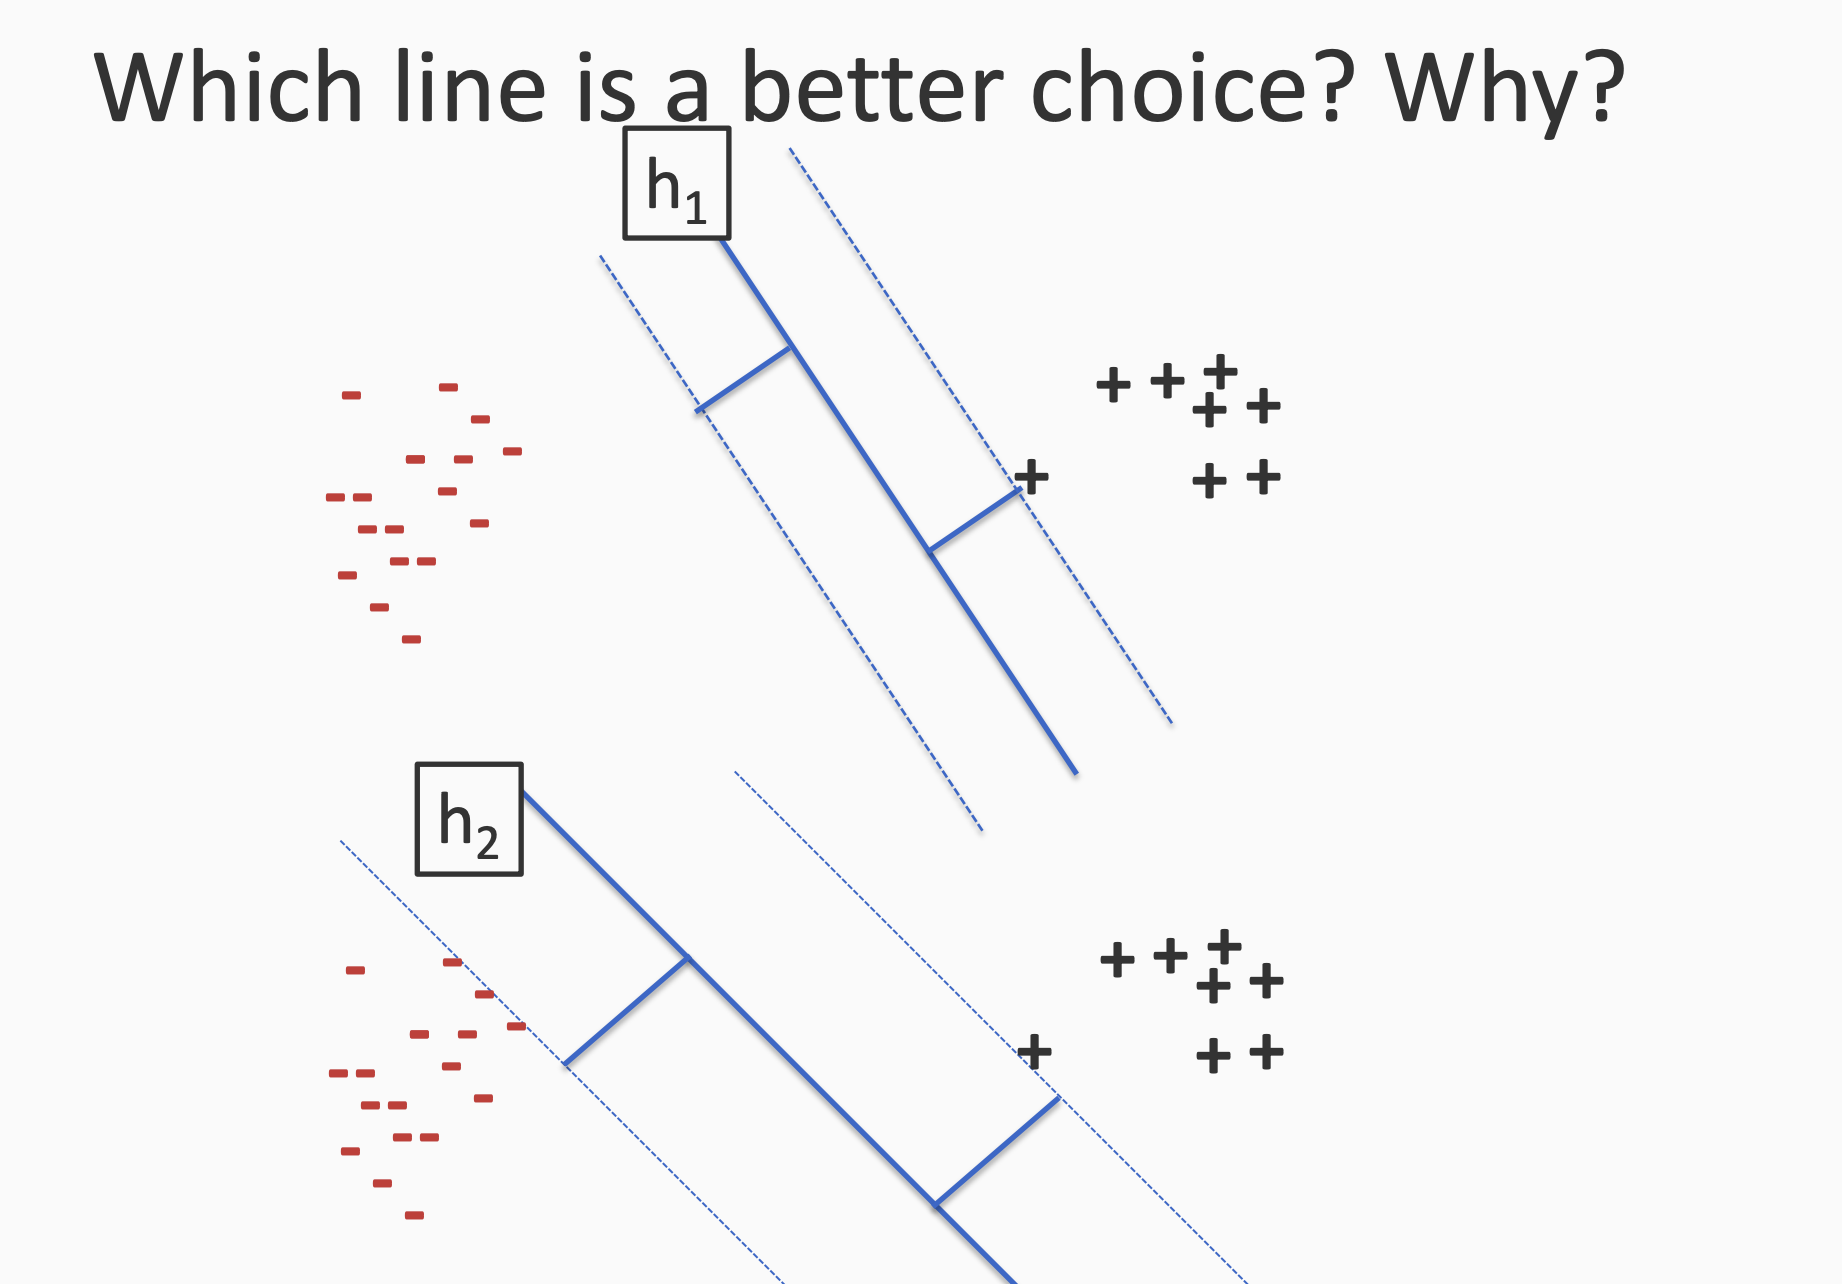 Which line is a better choice? Why?
h₁
h₂